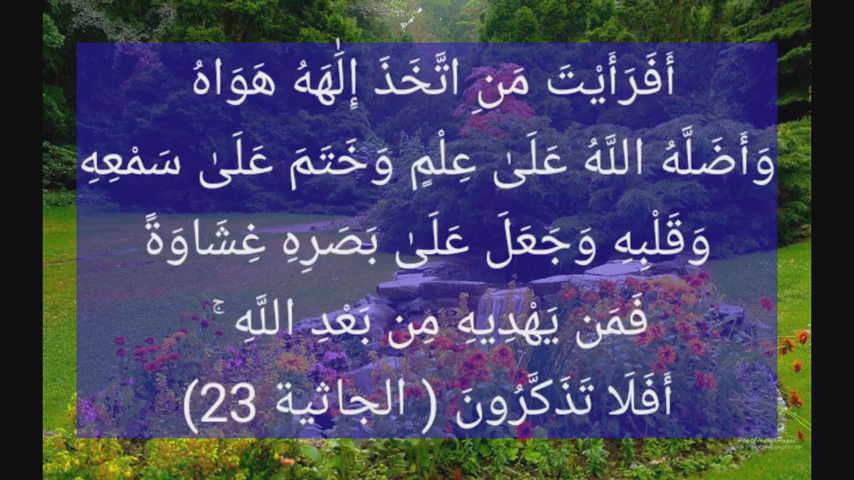 أَفَرَأَيْتَ مَنِ اتَّخَذَ إِلَٰهَهُ هَوَاهُ
وَأَضَلَّهُ اللَّهُ عَلَىٰ عِلْمٍ وَخَتَمَ عَلَىٰ سَمْعِهِ
وَقَلْبِهِ وَجَعَلَ عَلَىٰ بَصَرِهِ غِشَاوَةً
فَمَن يَهْدِيهِ مِن بَعْدِ اللَّهِ ۚ
أَفَلَا تَذَكَّرُونَ ( الجاثية 23)